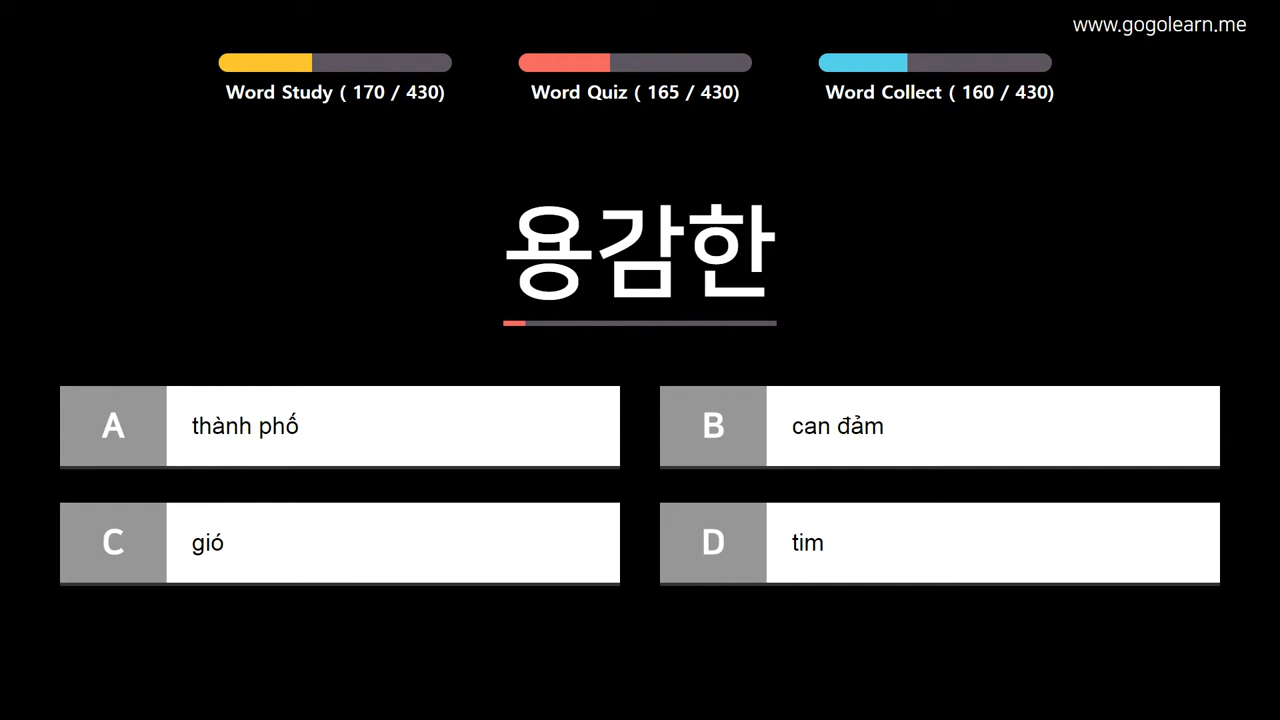 www.gogolearn.me
Word Study ( 170 / 430)
Word Quiz ( 165 / 430)
Word Collect ( 160 / 430)
용감한
A thành phố
B can đảm
C gió
D tim